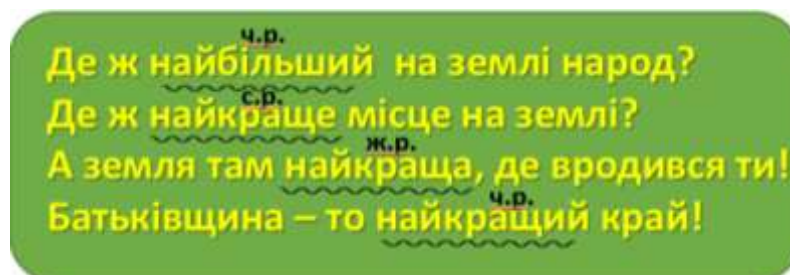 ч.р.
Де ж найбільший на землі народ?
с.р.
Де ж найкраще місце на землі?
ж.р.
А земля там найкраща, де вродився ти!
ч.р.
Батьківщина – то найкращий край!